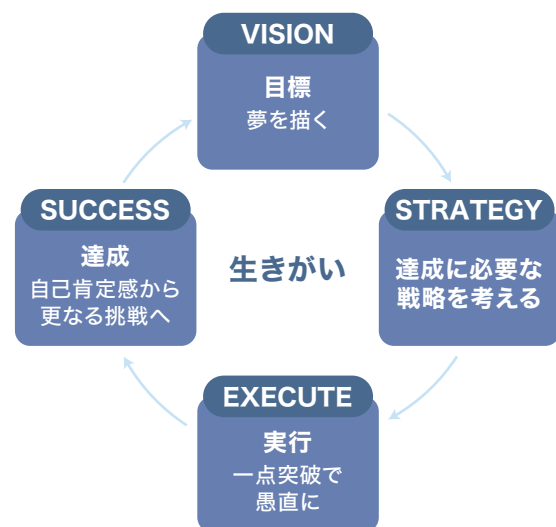 VISION
目標
夢を描く
STRATEGY
達成に必要な
戦略を考える
EXECUTE
実行
一点突破で
愚直に
SUCCESS
達成
自己肯定感から
更なる挑戦へ
生きがい